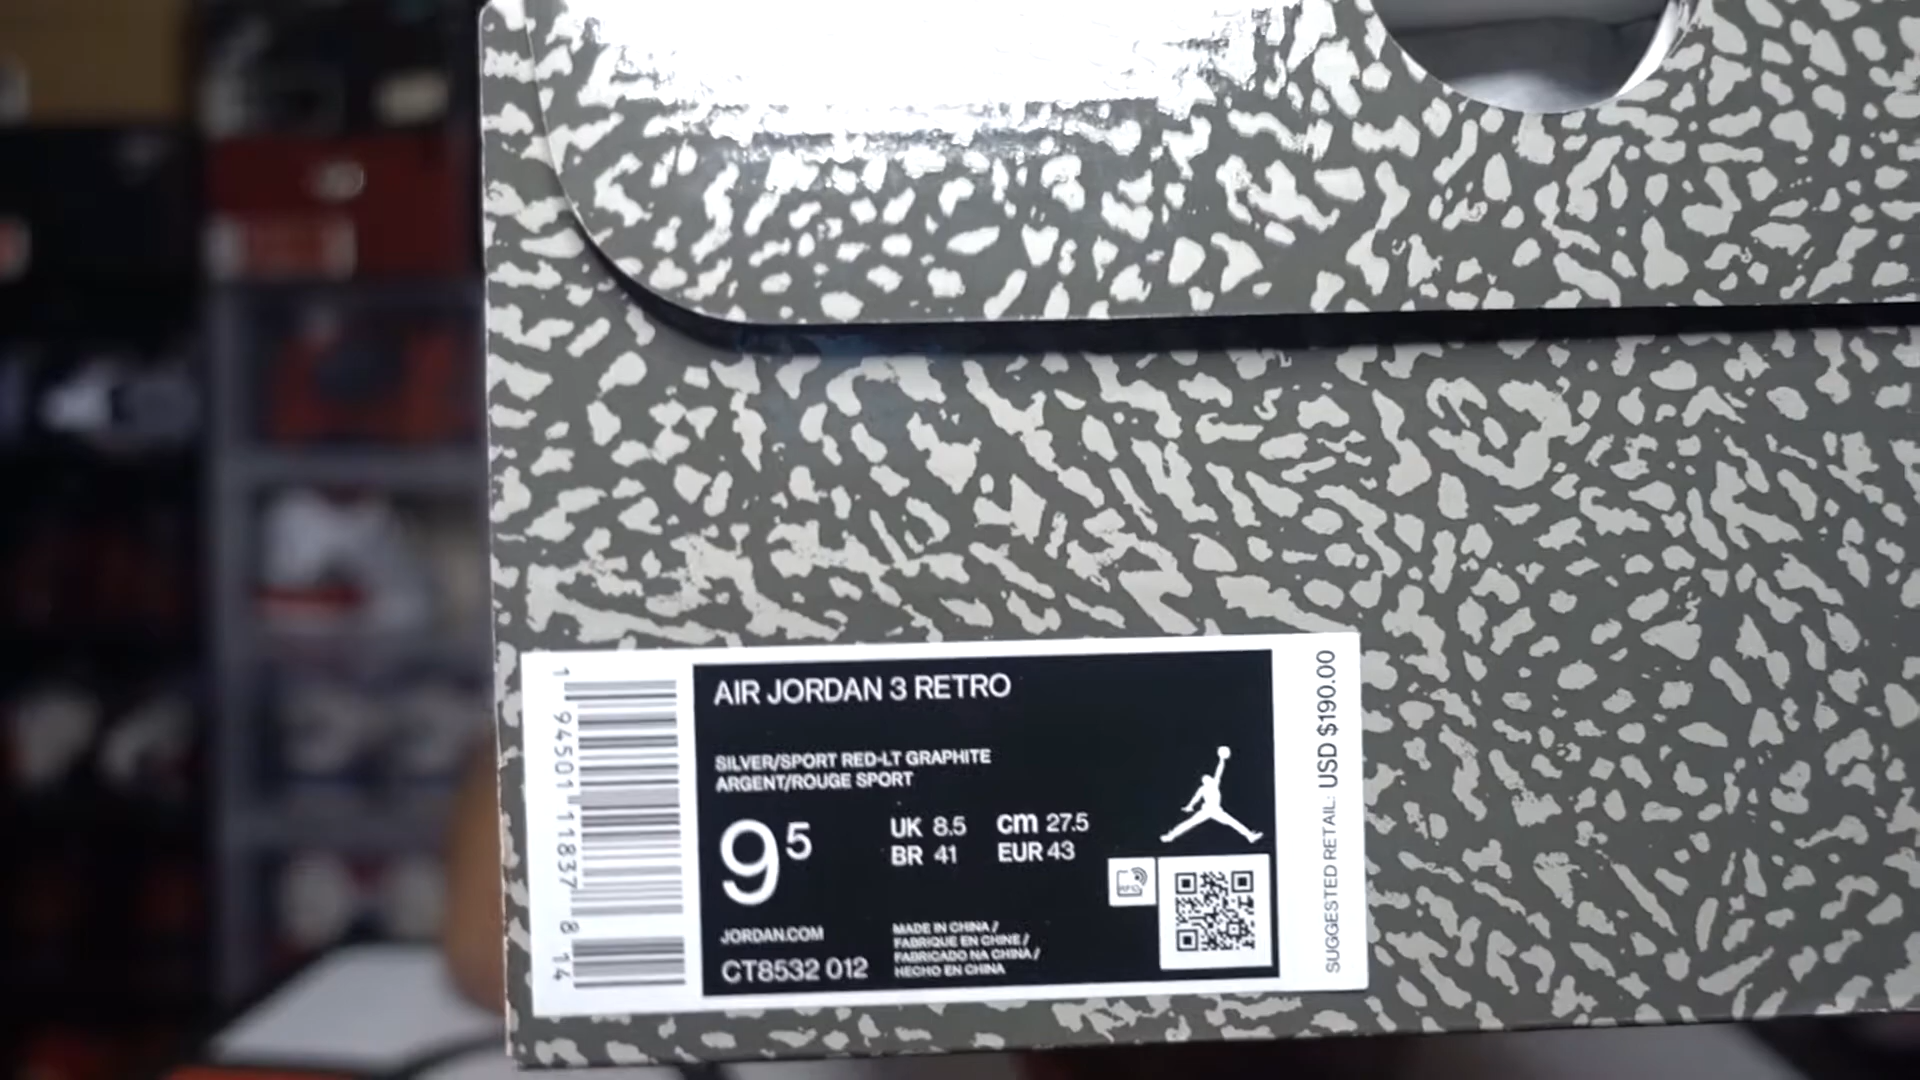 AIR JORDAN 3 RETRO
SILVER/SPORT RED-LT GRAPHITE
ARGENT/ROUGE SPORT
9 5
UK 8.5 cm 27.5
BR 41 EUR 43
JORDAN.COM
CT8532 012
MADE IN CHINA /
FABRIQUE EN CHINE /
FABRICADO NA CHINA /
HECHO EN CHINA
1 94501 11837 8 14
SUGGESTED RETAIL: USD $190.00